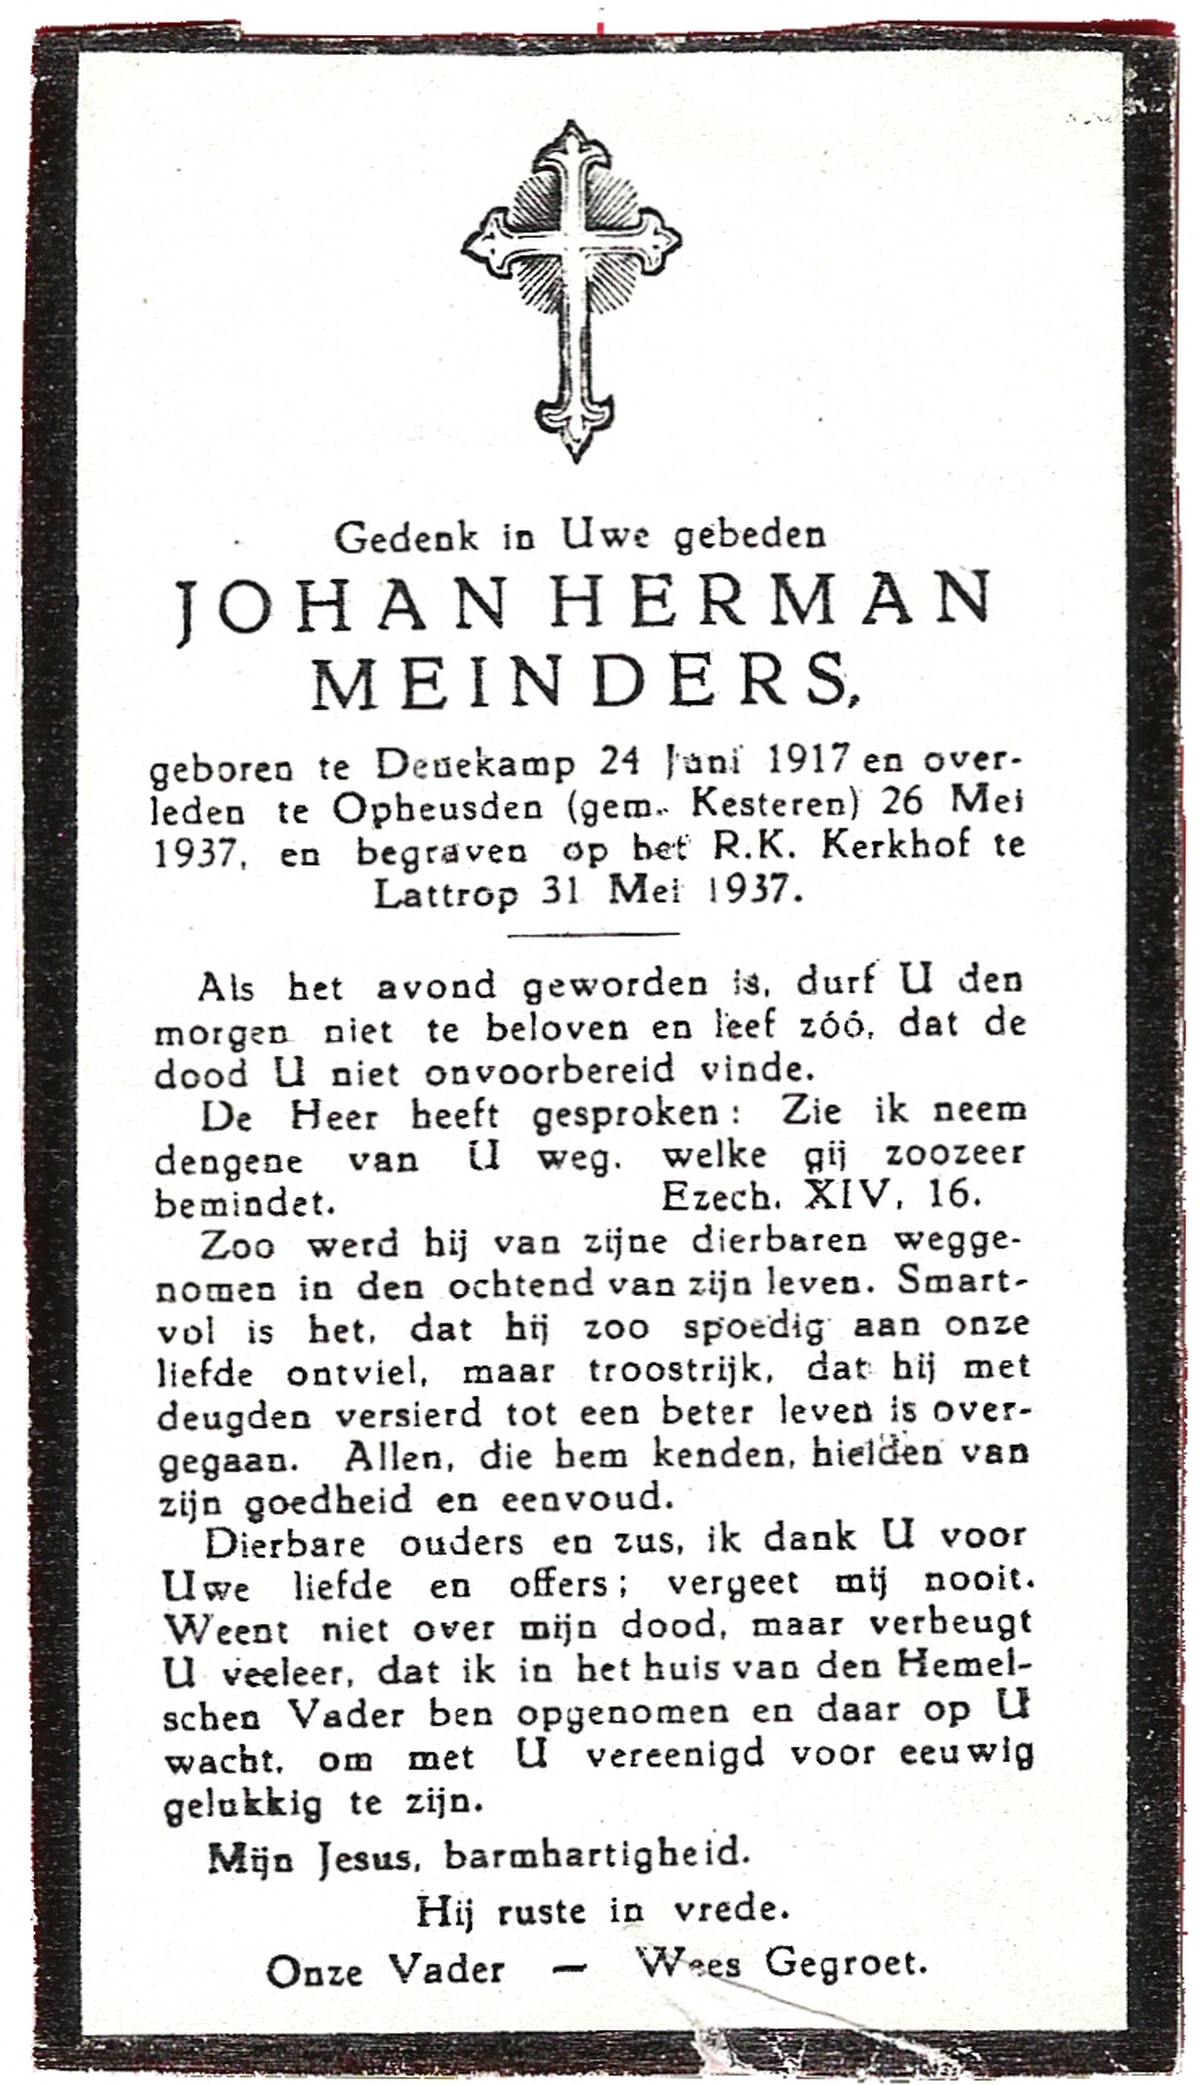 Gedenk in Uwe gebeden
JOHAN HERMAN
MEINDERS,
geboren te Denekamp 24 Juni 1917 en over-
leden te Opheusden (gem. Kesteren) 26 Mei
1937, en begraven op het R.K. Kerkhof te
Lattrop 31 Mei 1937.
Als het avond geworden is, durf U den
morgen niet te beloven en leef zóó, dat de
dood U niet onvoorbereid vinde.
De Heer heeft gesproken: Zie ik neem
dengene van U weg, welke gij zoozeer
bemindet. Ezech. XIV, 16.
Zoo werd hij van zijne dierbaren wegge-
nomen in den ochtend van zijn leven. Smart-
vol is het, dat hij zoo spoedig aan onze
liefde ontviel, maar troostrijk, dat hij met
deugden versierd tot een beter leven is over-
gegaan. Allen, die hem kenden, hielden van
zijn goedheid en eenvoud.
Dierbare ouders en zus, ik dank U voor
Uwe liefde en offers; vergeet mij nooit.
Weent niet over mijn dood, maar verheugt
U veeleer, dat ik in het huis van den Hemel-
schen Vader ben opgenomen en daar op U
wacht, om met U vereenigd voor eeuwig
gelukkig te zijn.
Mijn Jesus, barmhartigheid.
Hij ruste in vrede.
Onze Vader — Wees Gegroet.